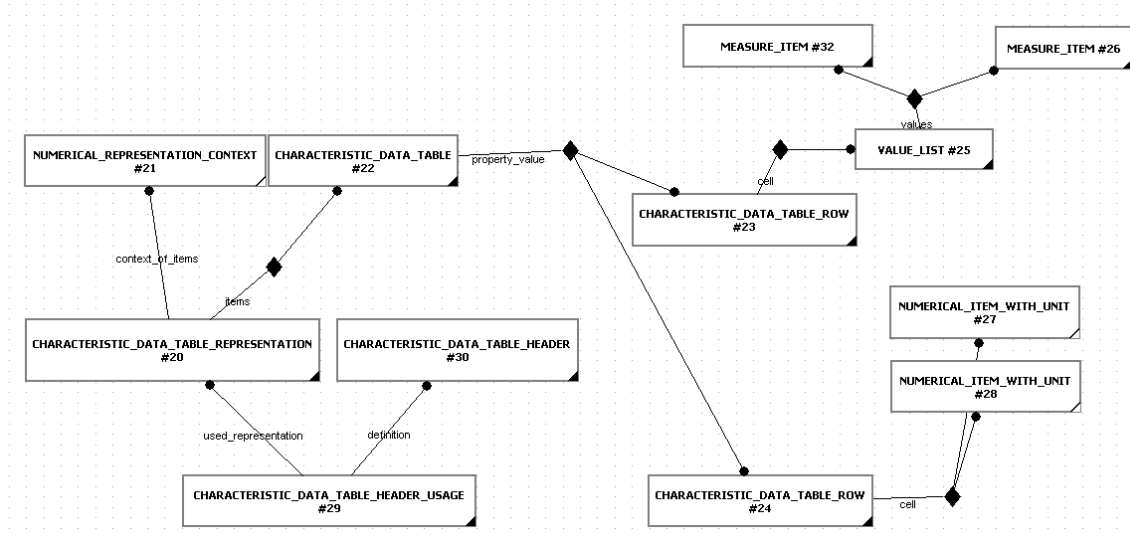 MEASURE_ITEM #32
MEASURE_ITEM #26
values
NUMERICAL_REPRESENTATION_CONTEXT
#21
CHARACTERISTIC_DATA_TABLE
#22
property_value
VALUE_LIST #25
cell
CHARACTERISTIC_DATA_TABLE_ROW
#23
context_of_items
items
NUMERICAL_ITEM_WITH_UNIT
#27
CHARACTERISTIC_DATA_TABLE_REPRESENTATION
#20
CHARACTERISTIC_DATA_TABLE_HEADER
#30
NUMERICAL_ITEM_WITH_UNIT
#28
used_representation
definition
CHARACTERISTIC_DATA_TABLE_HEADER_USAGE
#29
CHARACTERISTIC_DATA_TABLE_ROW
#24
cell